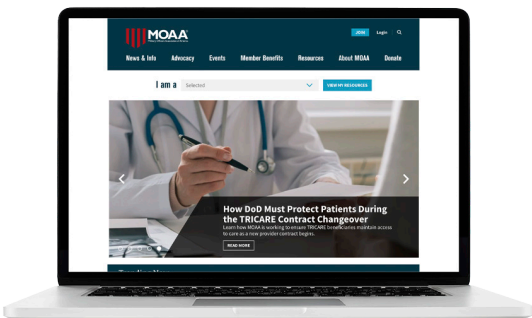 MOAA
JOIN
Login
News & Info Advocacy Events Member Benefits Resources About MOAA Donate
I am a Selected VIEW MY RESOURCES
How DoD Must Protect Patients During
the TRICARE Contract Changeover
Learn how MOAA is working to ensure TRICARE beneficiaries maintain access
to care as a new provider contract begins.
READ MORE